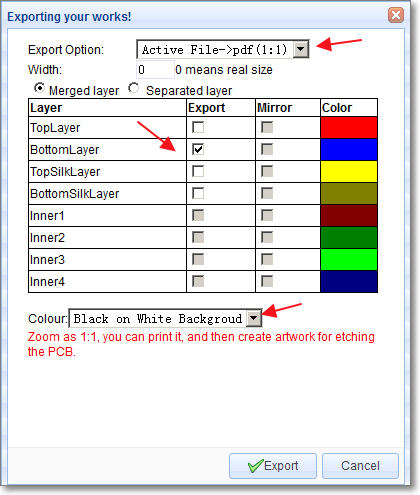 Exporting your works!
Export Option: Active File->pdf(1:1)
Width: 0 0 means real size
Merged layer Separated layer
Layer Export Mirror Color
TopLayer
BottomLayer
TopSilkLayer
BottomSilkLayer
Inner1
Inner2
Inner3
Inner4
Colour: Black on White Backgroud
Zoom as 1:1, you can print it, and then create artwork for etching
the PCB.
Export Cancel